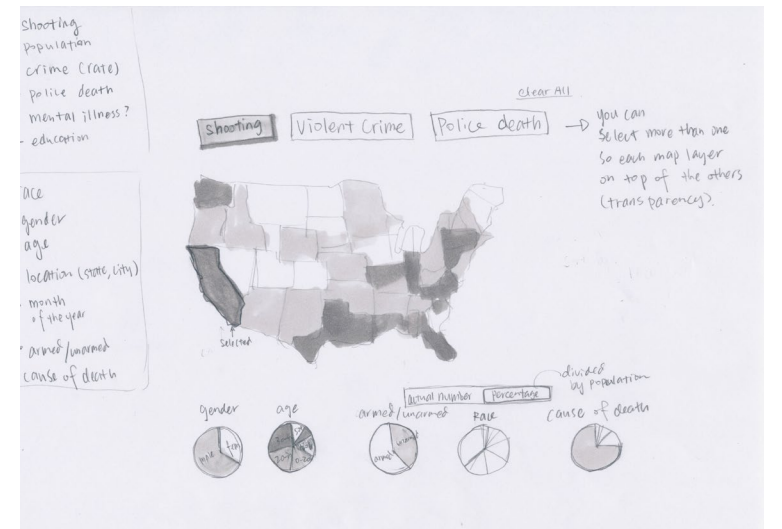 shooting
population
crime (rate)
police death
mental illness?
- education
ace
gender
age
location (state, city)
month
of the year
armed/unarmed
cause of death
clear All
Shooting
Violent Crime
Police death
you can
Select more than one
So each map layer
on top of the others
(transparency).
selected
divided
by population
actual number
percentage
gender
age
armed/unarmed
Race
cause of death
male
fem
armed
unarmed